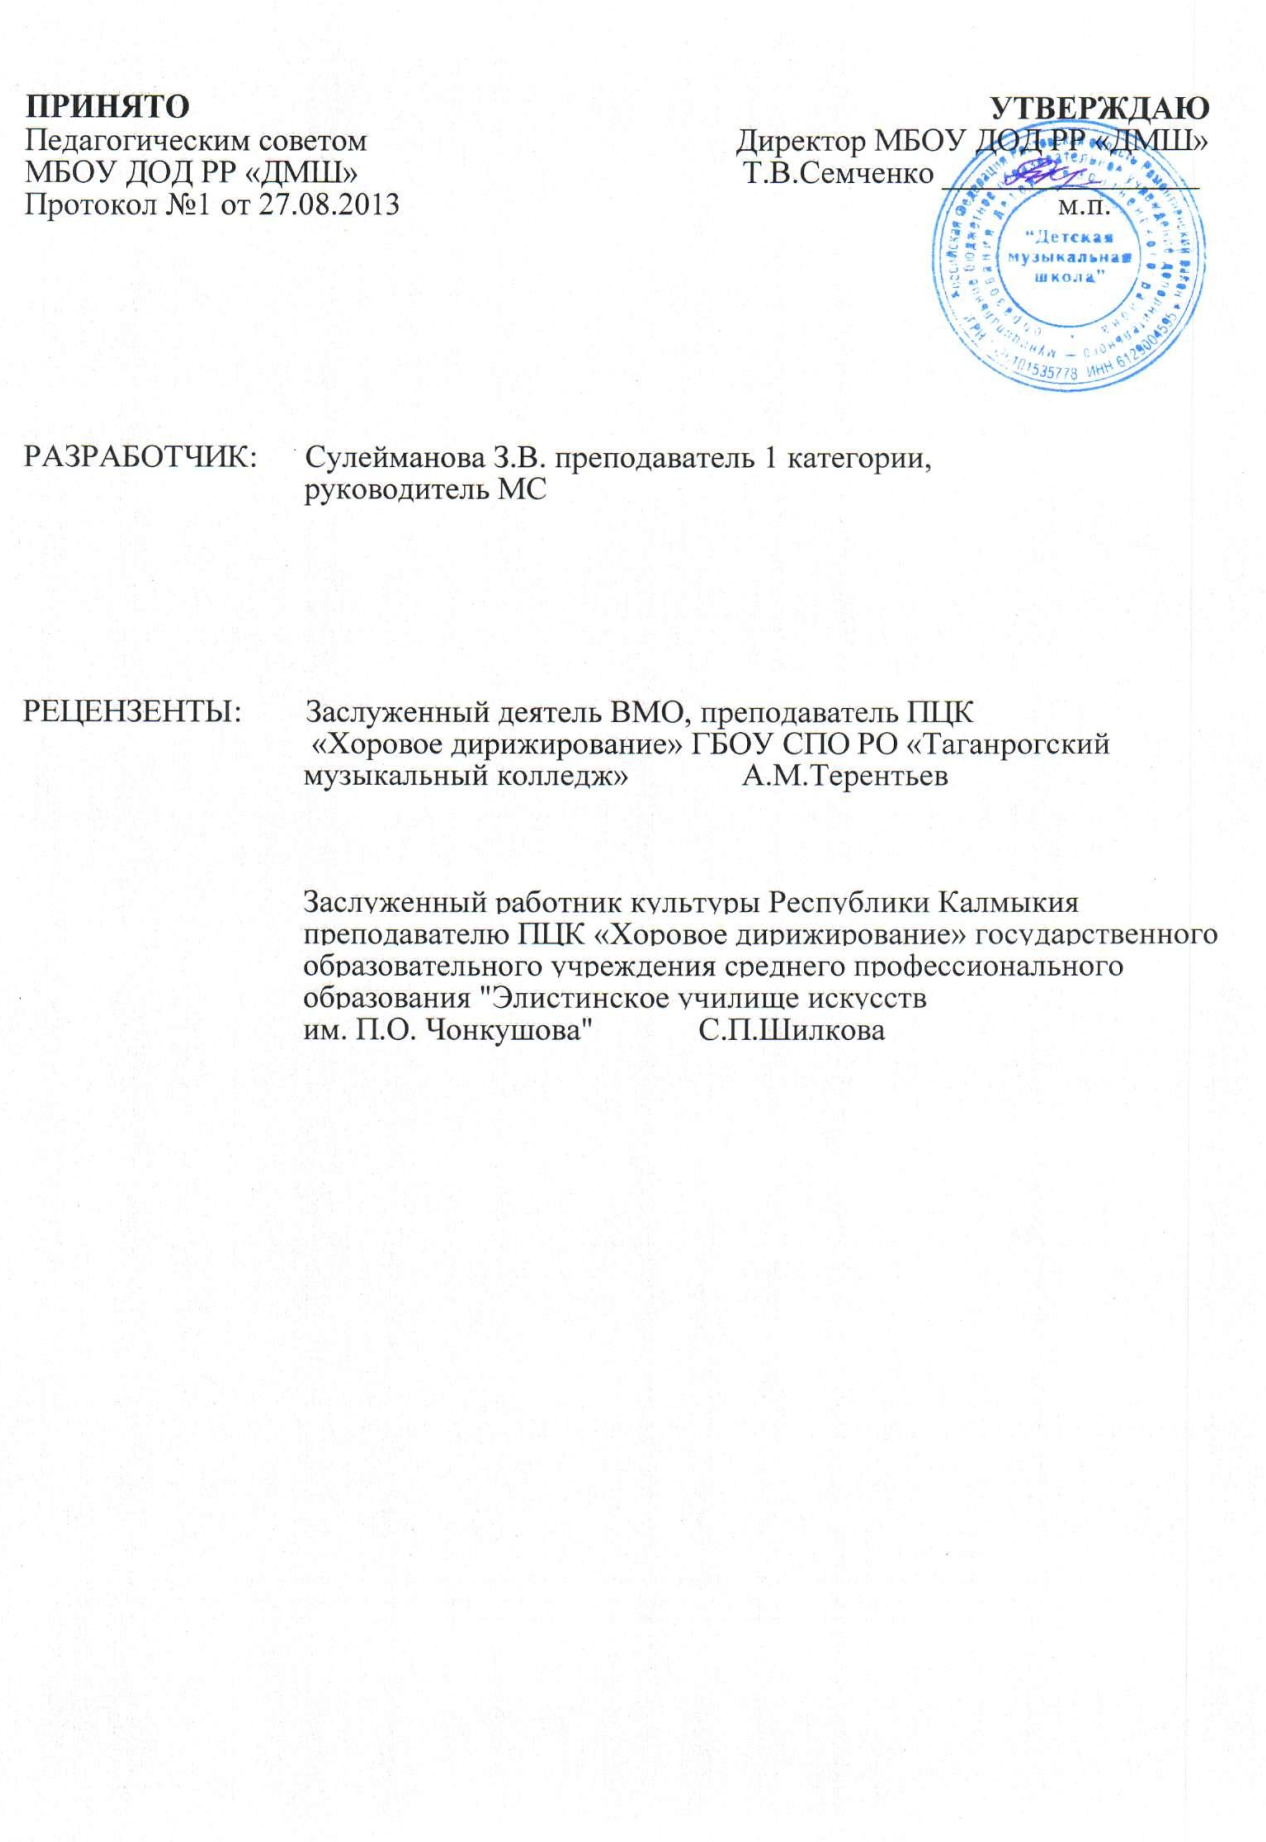 ПРИНЯТО
УТВЕРЖДАЮ
Педагогическим советом
Директор МБОУ ДОД РР «ДМШ»
МБОУ ДОД РР «ДМШ»
Т.В.Семченко
Протокол №1 от 27.08.2013
м.п.
"Детская
музыкальная
школа"
ИНН 6129004595
РАЗРАБОТЧИК: Сулейманова З.В. преподаватель 1 категории,
руководитель МС
РЕЦЕНЗЕНТЫ: Заслуженный деятель ВМО, преподаватель ПЦК
«Хоровое дирижирование» ГБОУ СПО РО «Таганрогский
музыкальный колледж» А.М.Терентьев
Заслуженный работник культуры Республики Калмыкия
преподавателю ПЦК «Хоровое дирижирование» государственного
образовательного учреждения среднего профессионального
образования "Элистинское училище искусств
им. П.О. Чонкушова" С.П.Шилкова